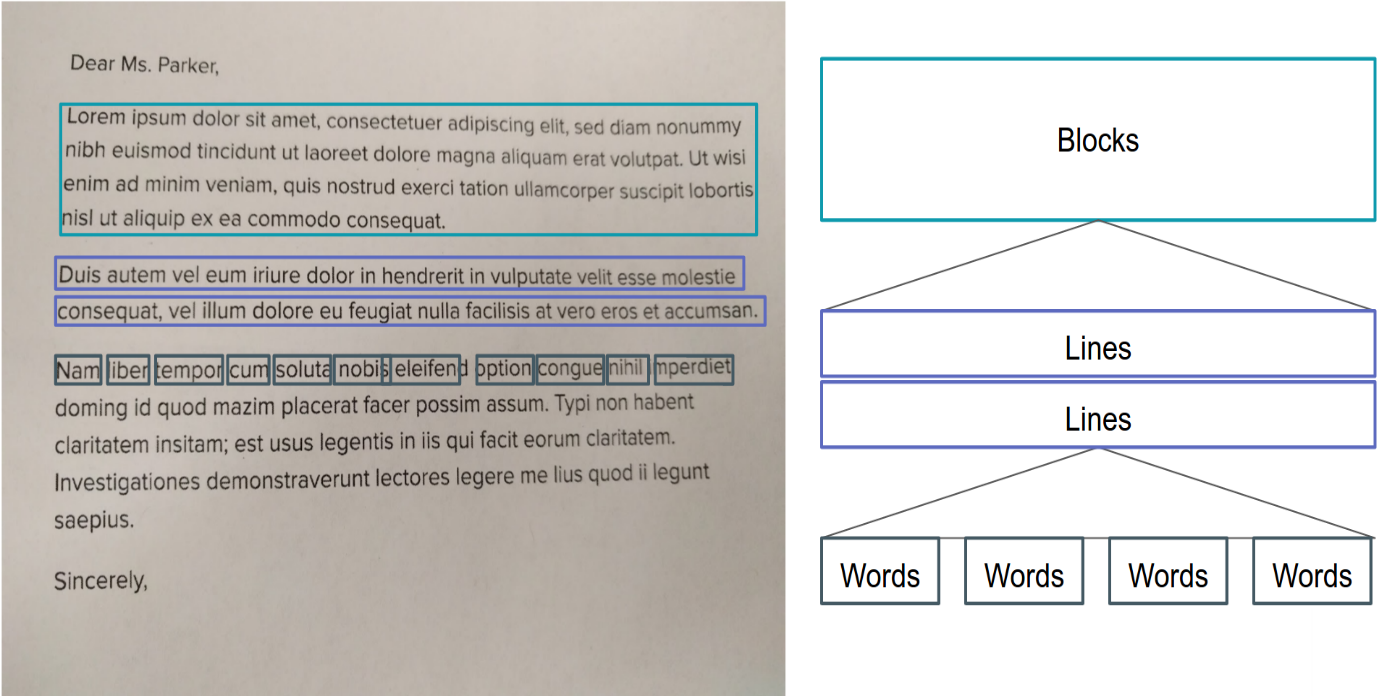 Dear Ms. Parker,
Lorem ipsum dolor sit amet, consectetuer adipiscing elit, sed diam nonummy
nibh euismod tincidunt ut laoreet dolore magna aliquam erat volutpat. Ut wisi
enim ad minim veniam, quis nostrud exerci tation ullamcorper suscipit lobortis
nisl ut aliquip ex ea commodo consequat.
Duis autem vel eum iriure dolor in hendrerit in vulputate velit esse molestie
consequat, vel illum dolore eu feugiat nulla facilisis at vero eros et accumsan.
Nam liber tempor cum soluta nobis eleifend option congue nihil imperdiet
doming id quod mazim placerat facer possim assum. Typi non habent
claritatem insitam; est usus legentis in iis qui facit eorum claritatem.
Investigationes demonstraverunt lectores legere me lius quod ii legunt
saepius.
Sincerely,
Blocks
Lines
Lines
Words Words Words Words